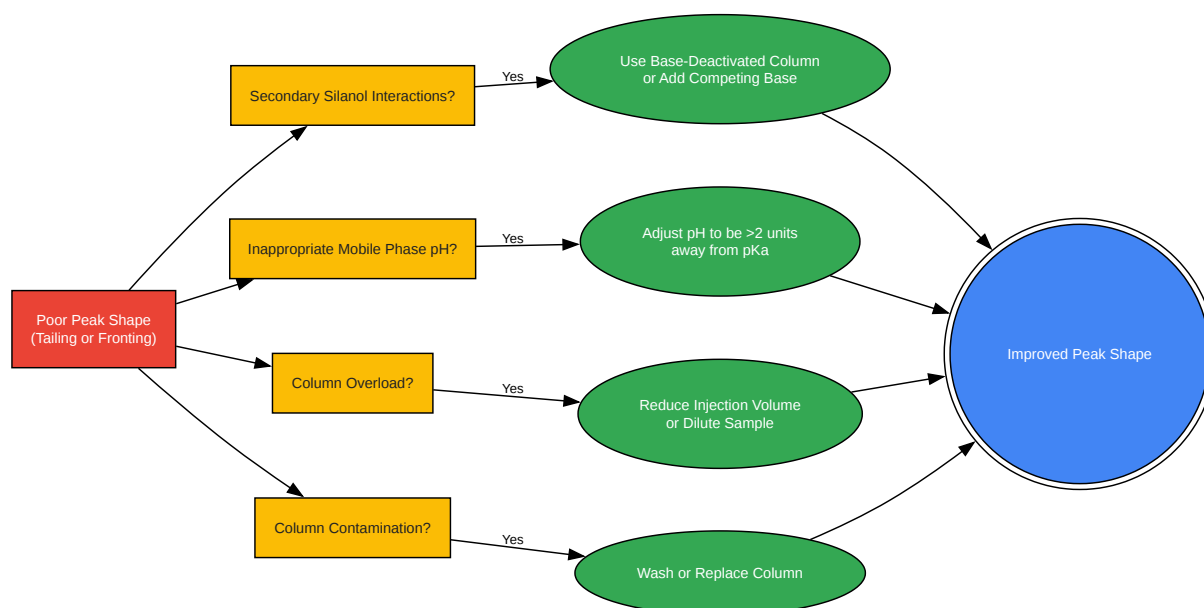 Poor Peak Shape
(Tailing or Fronting)
Secondary Silanol Interactions?
Yes
Use Base-Deactivated Column
or Add Competing Base
Inappropriate Mobile Phase pH?
Yes
Adjust pH to be >2 units
away from pKa
Column Overload?
Yes
Reduce Injection Volume
or Dilute Sample
Column Contamination?
Yes
Wash or Replace Column
Improved Peak Shape